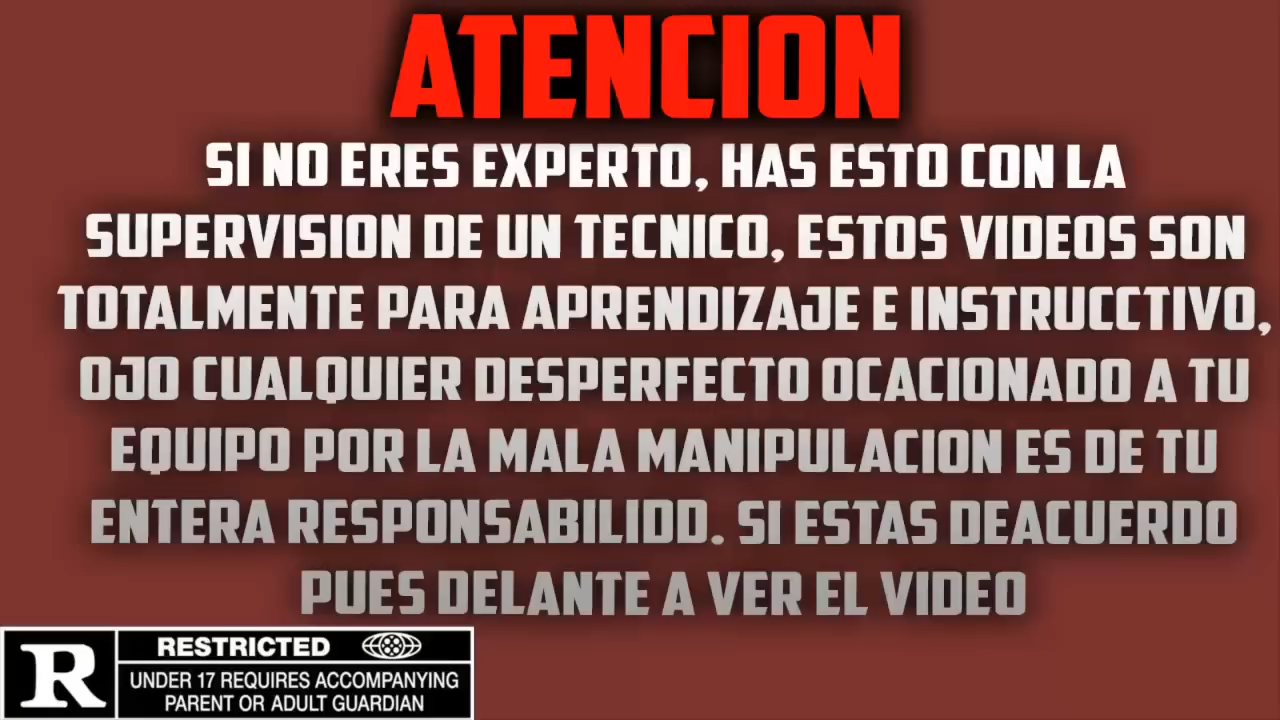 ATENCION
SI NO ERES EXPERTO, HAS ESTO CON LA
SUPERVISION DE UN TECNICO, ESTOS VIDEOS SON
TOTALMENTE PARA APRENDIZAJE E INSTRUCCTIVO,
OJO CUALQUIER DESPERFECTO OCACIONADO A TU
EQUIPO POR LA MALA MANIPULACION ES DE TU
ENTERA RESPONSABILIDD. SI ESTAS DEACUERDO
PUES DELANTE A VER EL VIDEO
R
RESTRICTED
UNDER 17 REQUIRES ACCOMPANYING
PARENT OR ADULT GUARDIAN